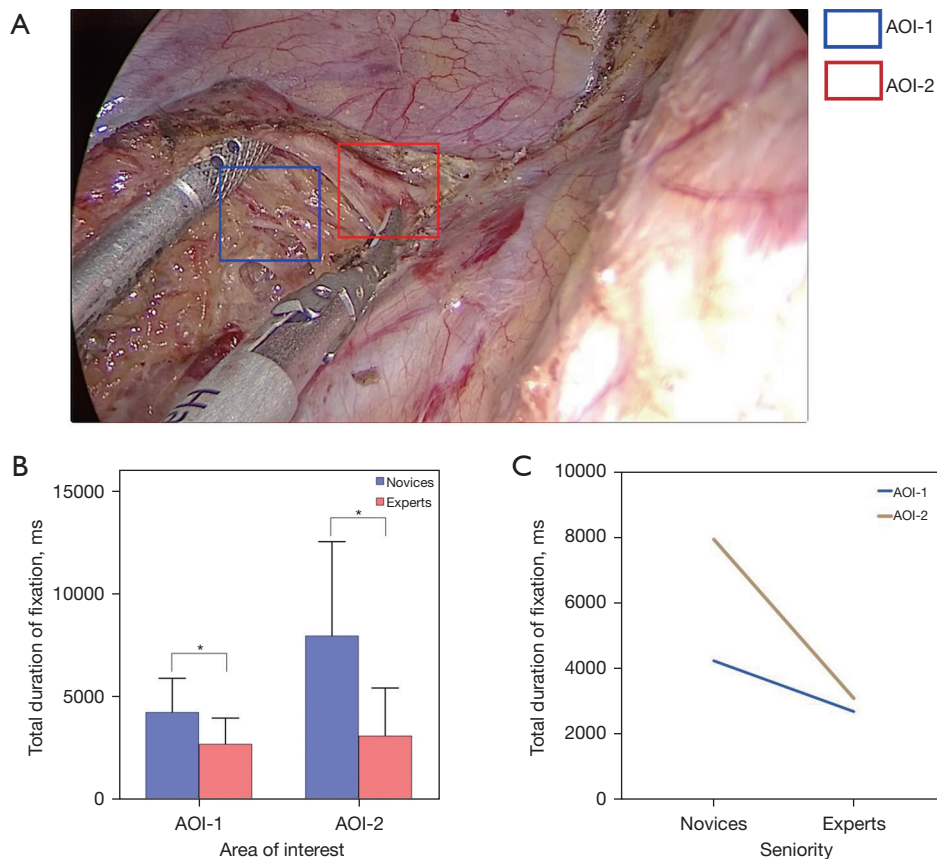 A
AOI-1
AOI-2
B
Total duration of fixation, ms
15000
10000
5000
0
Novices
Experts
*
*
AOI-1
AOI-2
Area of interest
C
Total duration of fixation, ms
10000
8000
6000
4000
2000
0
AOI-1
AOI-2
Novices
Experts
Seniority